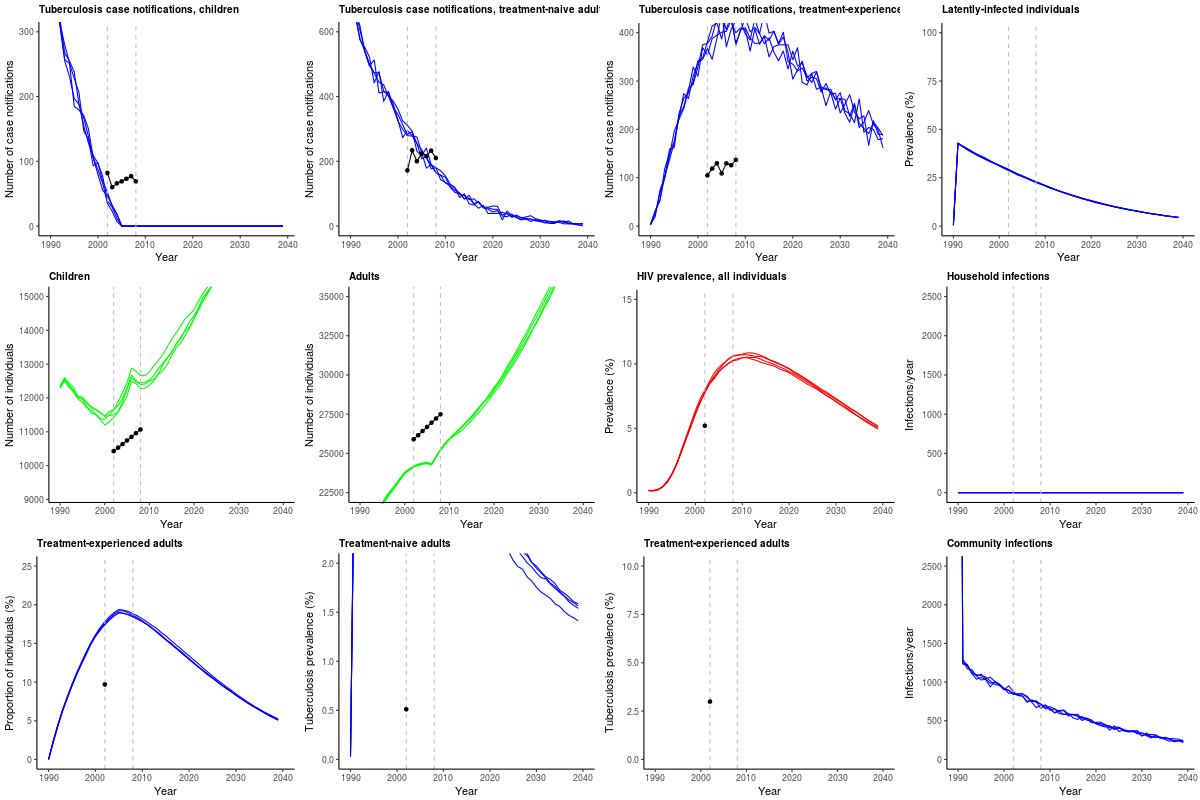 Tuberculosis case notifications, children
Number of case notifications
300
200
100
0
1990 2000 2010 2020 2030 2040
Year
Tuberculosis case notifications, treatment-naive adul
Number of case notifications
600
400
200
0
1990 2000 2010 2020 2030 2040
Year
Tuberculosis case notifications, treatment-experience
Number of case notifications
400
300
200
100
0
1990 2000 2010 2020 2030 2040
Year
Latently-infected individuals
Prevalence (%)
100
75
50
25
0
1990 2000 2010 2020 2030 2040
Year
Children
Number of individuals
15000
14000
13000
12000
11000
10000
9000
1990 2000 2010 2020 2030 2040
Year
Adults
Number of individuals
35000
32500
30000
27500
25000
22500
1990 2000 2010 2020 2030 2040
Year
HIV prevalence, all individuals
Prevalence (%)
15
10
5
0
1990 2000 2010 2020 2030 2040
Year
Household infections
Infections/year
2500
2000
1500
1000
500
0
1990 2000 2010 2020 2030 2040
Year
Treatment-experienced adults
Proportion of individuals (%)
25
20
15
10
5
0
1990 2000 2010 2020 2030 2040
Year
Treatment-naive adults
Tuberculosis prevalence (%)
2.0
1.5
1.0
0.5
0.0
1990 2000 2010 2020 2030 2040
Year
Treatment-experienced adults
Tuberculosis prevalence (%)
10.0
7.5
5.0
2.5
0.0
1990 2000 2010 2020 2030 2040
Year
Community infections
Infections/year
2500
2000
1500
1000
500
0
1990 2000 2010 2020 2030 2040
Year